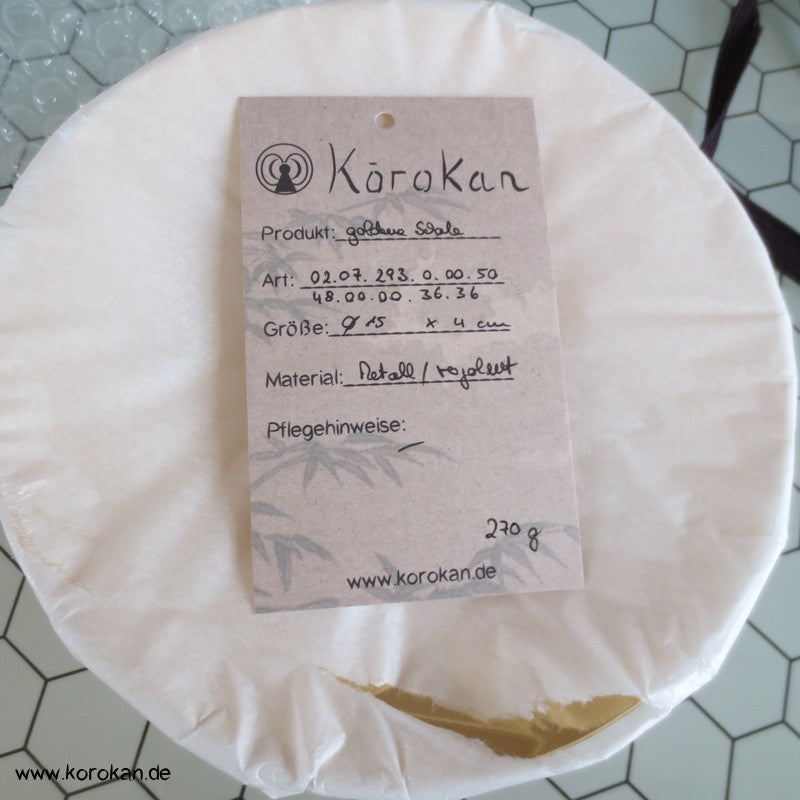 Kōrokan
Produkt: goldene Schale
Art: 02.07.293.0.00.50
48.00.00.36.36
Größe: Ø 15 x 4 cm
Material: Metall /
Pflegehinweise: –
270 g
www.korokan.de
www.korokan.de